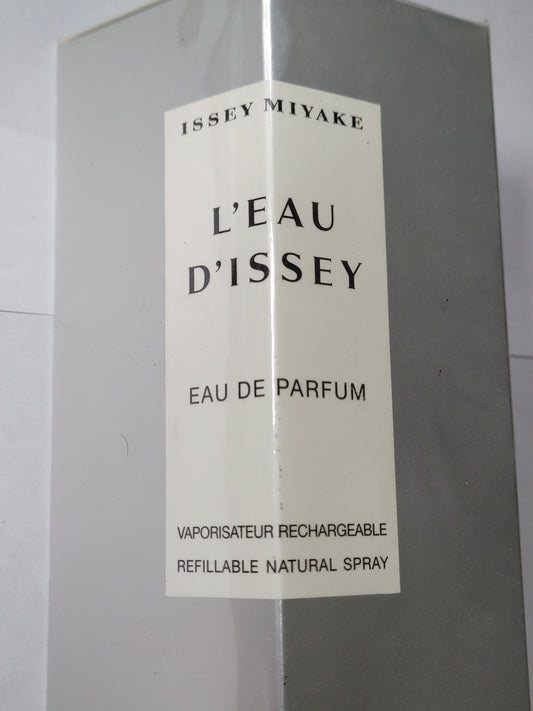 ISSEY MIYAKE
L'EAU
D'ISSEY
EAU DE PARFUM
VAPORISATEUR RECHARGEABLE
REFILLABLE NATURAL SPRAY